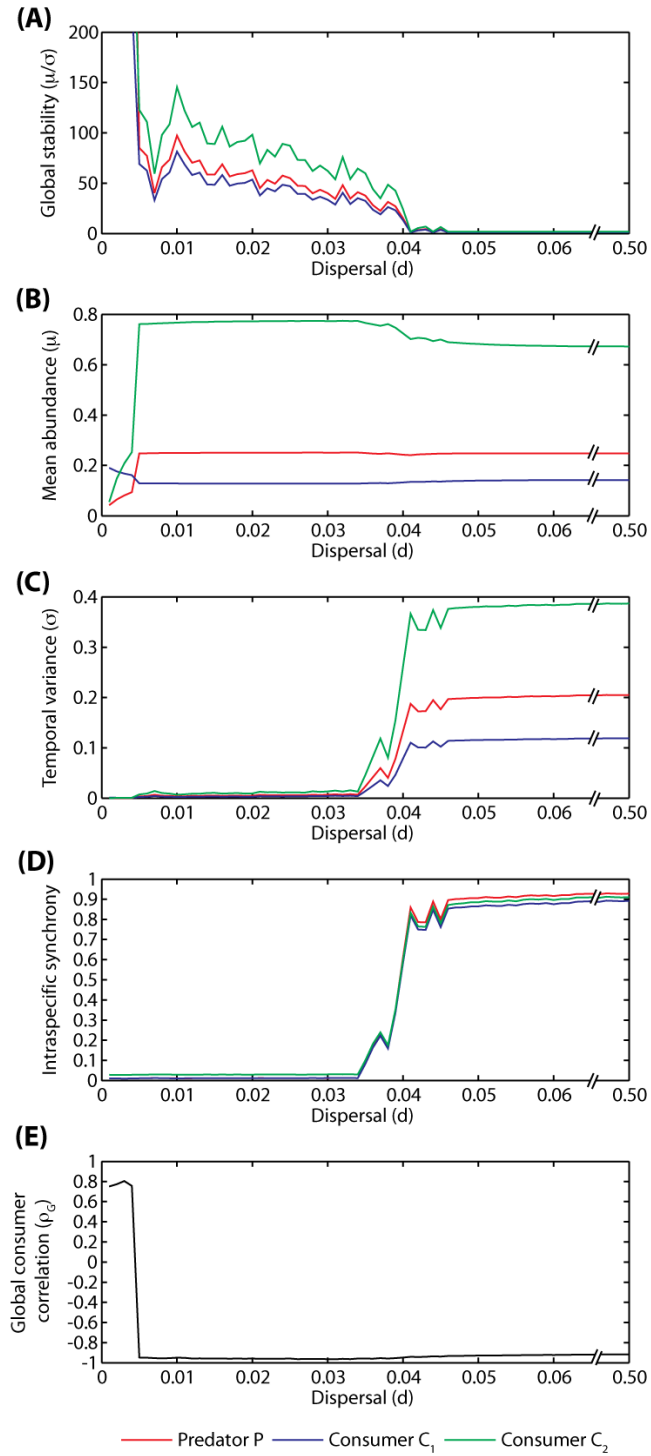 (A)
Global stability (μ/σ)
200
150
100
50
0
0 0.01 0.02 0.03 0.04 0.05 0.06 0.50
Dispersal (d)
(B)
Mean abundance (μ)
0.8
0.6
0.4
0.2
0
0 0.01 0.02 0.03 0.04 0.05 0.06 0.50
Dispersal (d)
(C)
Temporal variance (σ)
0.4
0.3
0.2
0.1
0
0 0.01 0.02 0.03 0.04 0.05 0.06 0.50
Dispersal (d)
(D)
Intraspecific synchrony
1
0.9
0.8
0.7
0.6
0.5
0.4
0.3
0.2
0.1
0
0 0.01 0.02 0.03 0.04 0.05 0.06 0.50
Dispersal (d)
(E)
Global consumer
correlation (ρG)
1
0.8
0.6
0.4
0.2
0
-0.2
-0.4
-0.6
-0.8
-1
0 0.01 0.02 0.03 0.04 0.05 0.06 0.50
Dispersal (d)
Predator P Consumer C1 Consumer C2